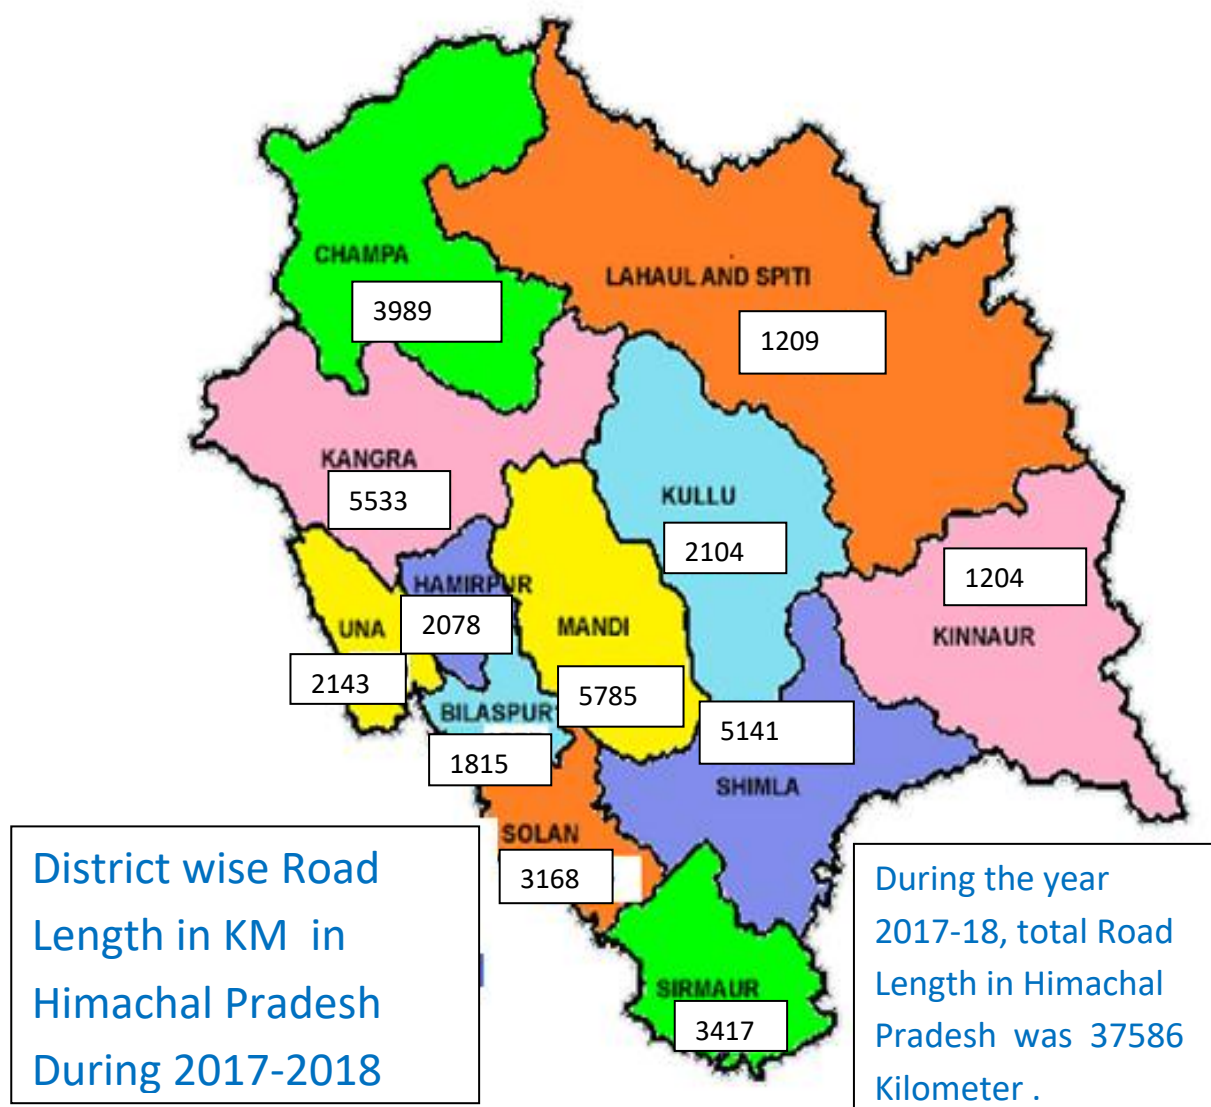 CHAMPA
3989
LAHAUL AND SPITI
1209
KANGRA
5533
KULLU
2104
1204
KINNAUR
HAMIRPUR
2078
UNA
2143
MANDI
5785
BILASPUR
1815
5141
SHIMLA
SOLAN
3168
SIRMAUR
3417
District wise Road
Length in KM in
Himachal Pradesh
During 2017-2018
During the year
2017-18, total Road
Length in Himachal
Pradesh was 37586
Kilometer .